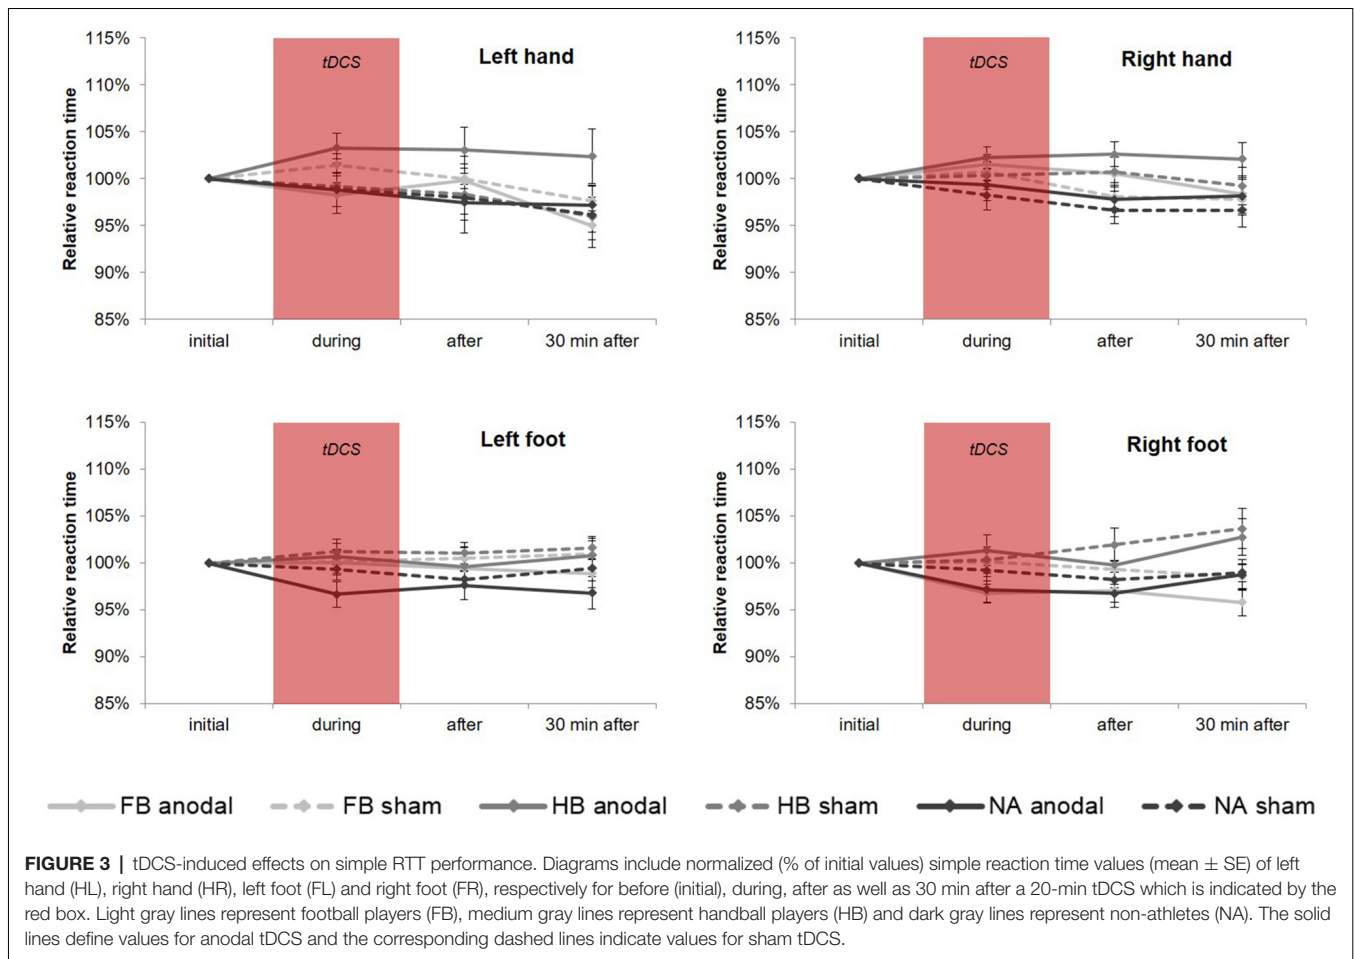 Left hand
Relative reaction time
115%
110%
105%
100%
95%
90%
85%
tDCS
initial during after 30 min after
Right hand
Relative reaction time
115%
110%
105%
100%
95%
90%
85%
tDCS
initial during after 30 min after
Left foot
Relative reaction time
115%
110%
105%
100%
95%
90%
85%
tDCS
initial during after 30 min after
Right foot
Relative reaction time
115%
110%
105%
100%
95%
90%
85%
tDCS
initial during after 30 min after
FB anodal FB sham HB anodal HB sham NA anodal NA sham
FIGURE 3 | tDCS-induced effects on simple RTT performance. Diagrams include normalized (% of initial values) simple reaction time values (mean ± SE) of left
hand (HL), right hand (HR), left foot (FL) and right foot (FR), respectively for before (initial), during, after as well as 30 min after a 20-min tDCS which is indicated by the
red box. Light gray lines represent football players (FB), medium gray lines represent handball players (HB) and dark gray lines represent non-athletes (NA). The solid
lines define values for anodal tDCS and the corresponding dashed lines indicate values for sham tDCS.